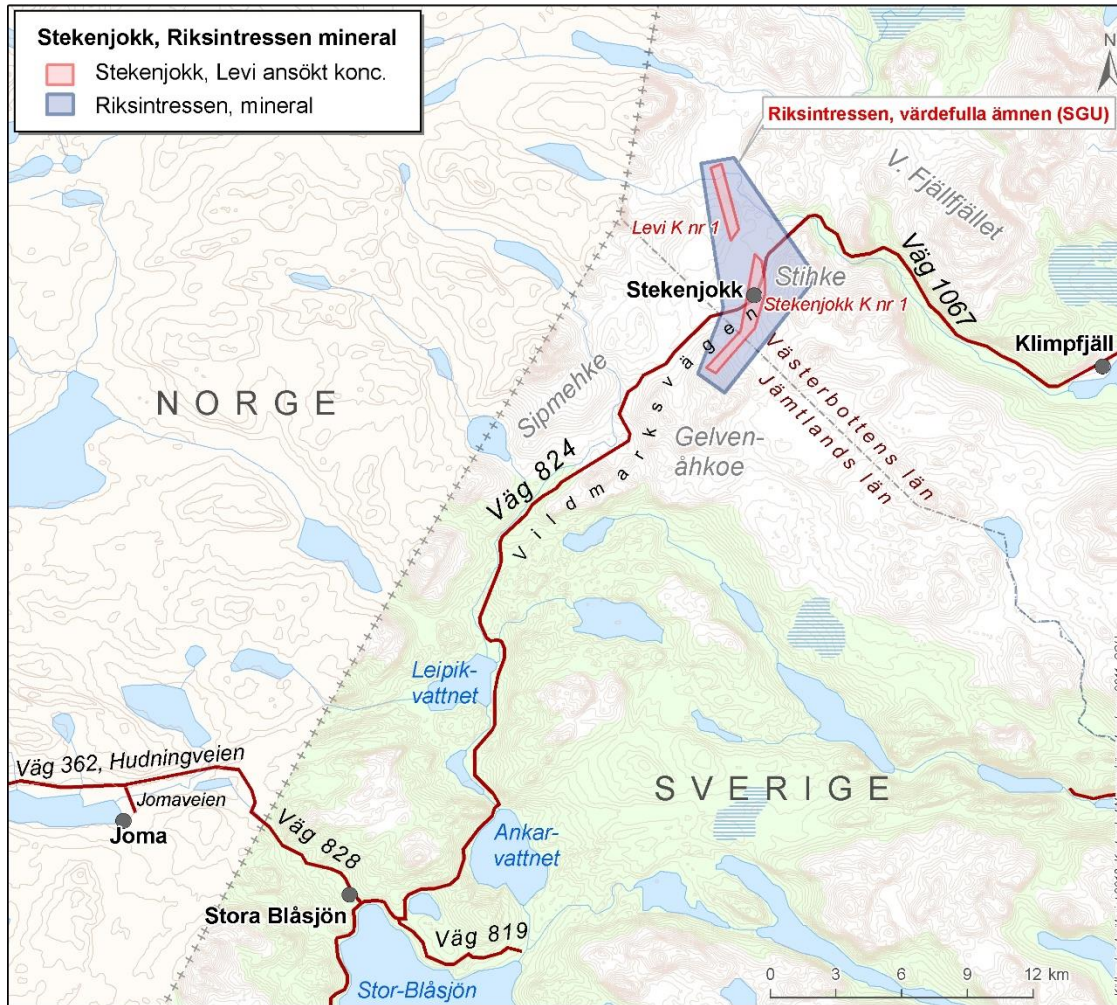 Stekenjokk, Riksintressen mineral
Stekenjokk, Levi ansökt konc.
Riksintressen, mineral
N
Riksintressen, värdefulla ämnen (SGU)
V. Fjällfjället
Levi K nr 1
Väg 1067
Stihke
Stekenjokk
Stekenjokk K nr 1
Klimpfjäll
NORGE
Sipmehke
Västerbottens län
Jämtlands län
Gelven-
åhkoe
Väg 824
Vildmarksvägen
Leipik-
vattnet
Väg 362, Hudningveien
Jomaveien
Joma
SVERIGE
Väg 828
Ankar-
vattnet
Stora Blåsjön
Väg 819
Stor-Blåsjön
0 3 6 9 12 km